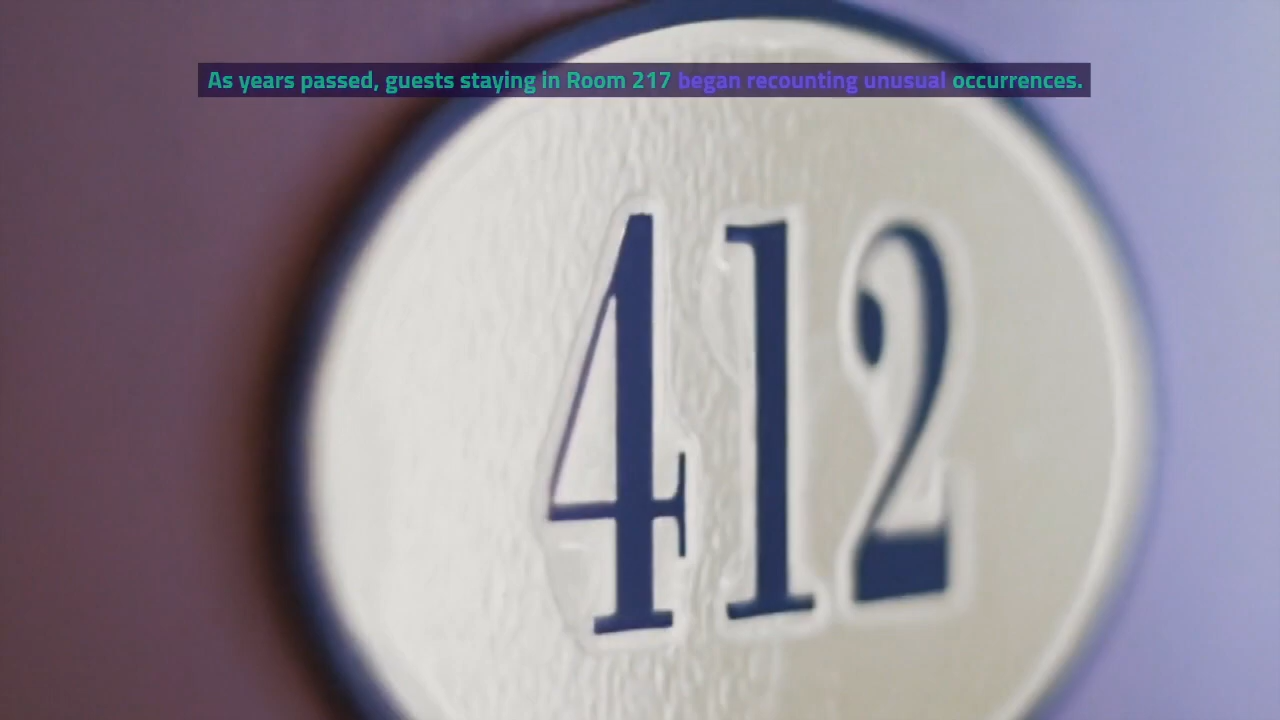 As years passed, guests staying in Room 217 began recounting unusual occurrences.
412